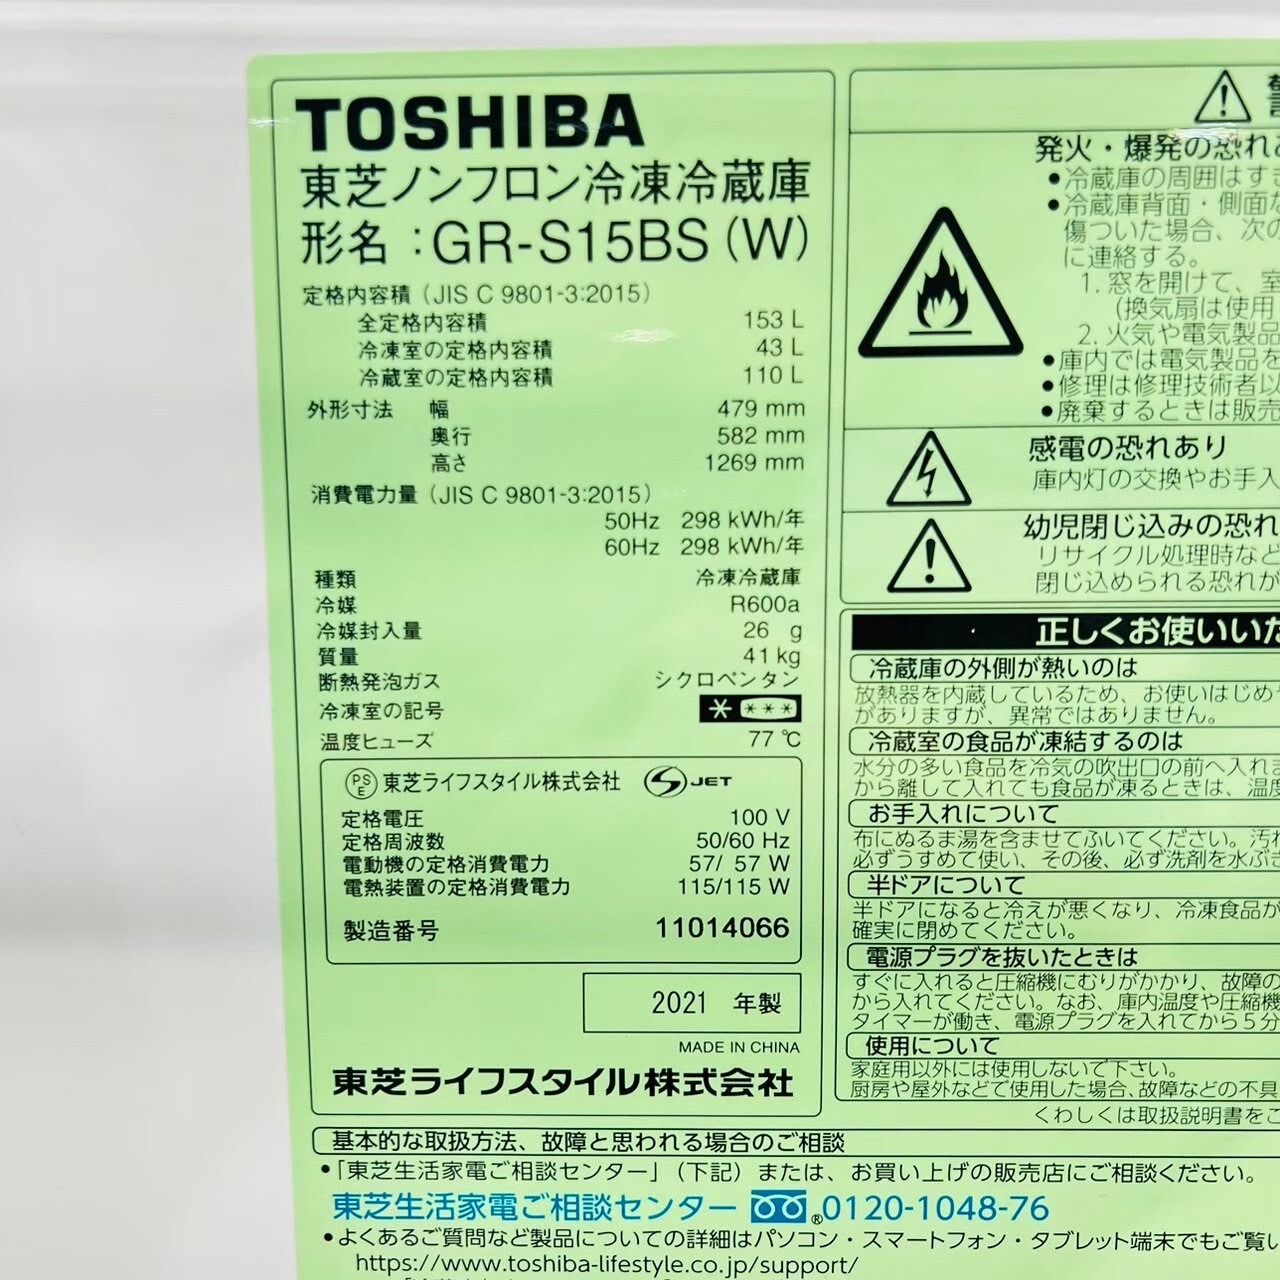 TOSHIBA
東芝ノンフロン冷凍冷蔵庫
形名 : GR-S15BS (W)
定格内容積 (JIS C 9801-3:2015)
全定格内容積 153 L
冷凍室の定格内容積 43 L
冷蔵室の定格内容積 110 L
外形寸法 幅 479 mm
奥行 582 mm
高さ 1269 mm
消費電力量 (JIS C 9801-3:2015)
50Hz 298 kWh/年
60Hz 298 kWh/年
種類 冷凍冷蔵庫
冷媒 R600a
冷媒封入量 26 g
質量 41 kg
断熱発泡ガス シクロペンタン
冷凍室の記号
温度ヒューズ 77 ℃
PSE 東芝ライフスタイル株式会社 S JET
定格電圧 100 V
定格周波数 50/60 Hz
電動機の定格消費電力 57/ 57 W
電熱装置の定格消費電力 115/115 W
製造番号 11014066
2021 年製
MADE IN CHINA
東芝ライフスタイル株式会社
発火・爆発の恐れ
●冷蔵庫の周囲はす
●冷蔵庫背面・側面
傷ついた場合、次の
に連絡する。
1. 窓を開けて、室
(換気扇は使用
2. 火気や電気製品
●庫内では電気製品を
●修理は修理技術者以
●廃棄するときは販売
感電の恐れあり
庫内灯の交換やお手入
幼児閉じ込みの恐れ
リサイクル処理時など
閉じ込められる恐れが
正しくお使いいた
冷蔵庫の外側が熱いのは
放熱器を内蔵しているため、お使いはじめ
がありますが、異常ではありません。
冷蔵室の食品が凍結するのは
水分の多い食品を冷気の吹出口の前へ入れ
から離して入れても食品が凍るときは、温度
お手入れについて
布にぬるま湯を含ませてふいてください。汚れ
必ずうすめて使い、その後、必ず洗剤を水ぶき
半ドアについて
半ドアになると冷えが悪くなり、冷凍食品が
確実に閉めてください。
電源プラグを抜いたときは
すぐに入れると圧縮機にむりがかかり、故障の
から入れてください。なお、庫内温度や圧縮機
タイマーが働き、電源プラグを入れてから5分
使用について
家庭用以外には使用しないで下さい。
厨房や屋外などで使用した場合、故障などの不具
くわしくは取扱説明書をご
基本的な取扱方法、故障と思われる場合のご相談
●「東芝生活家電ご相談センター」（下記）または、お買い上げの販売店にご相談ください。
東芝生活家電ご相談センター ® 0120-1048-76
●よくあるご質問など製品についての詳細はパソコン・スマートフォン・タブレット端末でもご覧い
https://www.toshiba-lifestyle.co.jp/support/